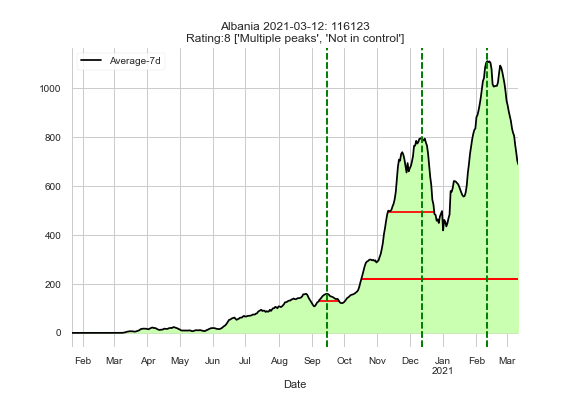 Albania 2021-03-12: 116123
Rating:8 ['Multiple peaks', 'Not in control']
Average-7d
1000
800
600
400
200
0
Feb Mar Apr May Jun Jul Aug Sep Oct Nov Dec Jan Feb Mar
2021
Date